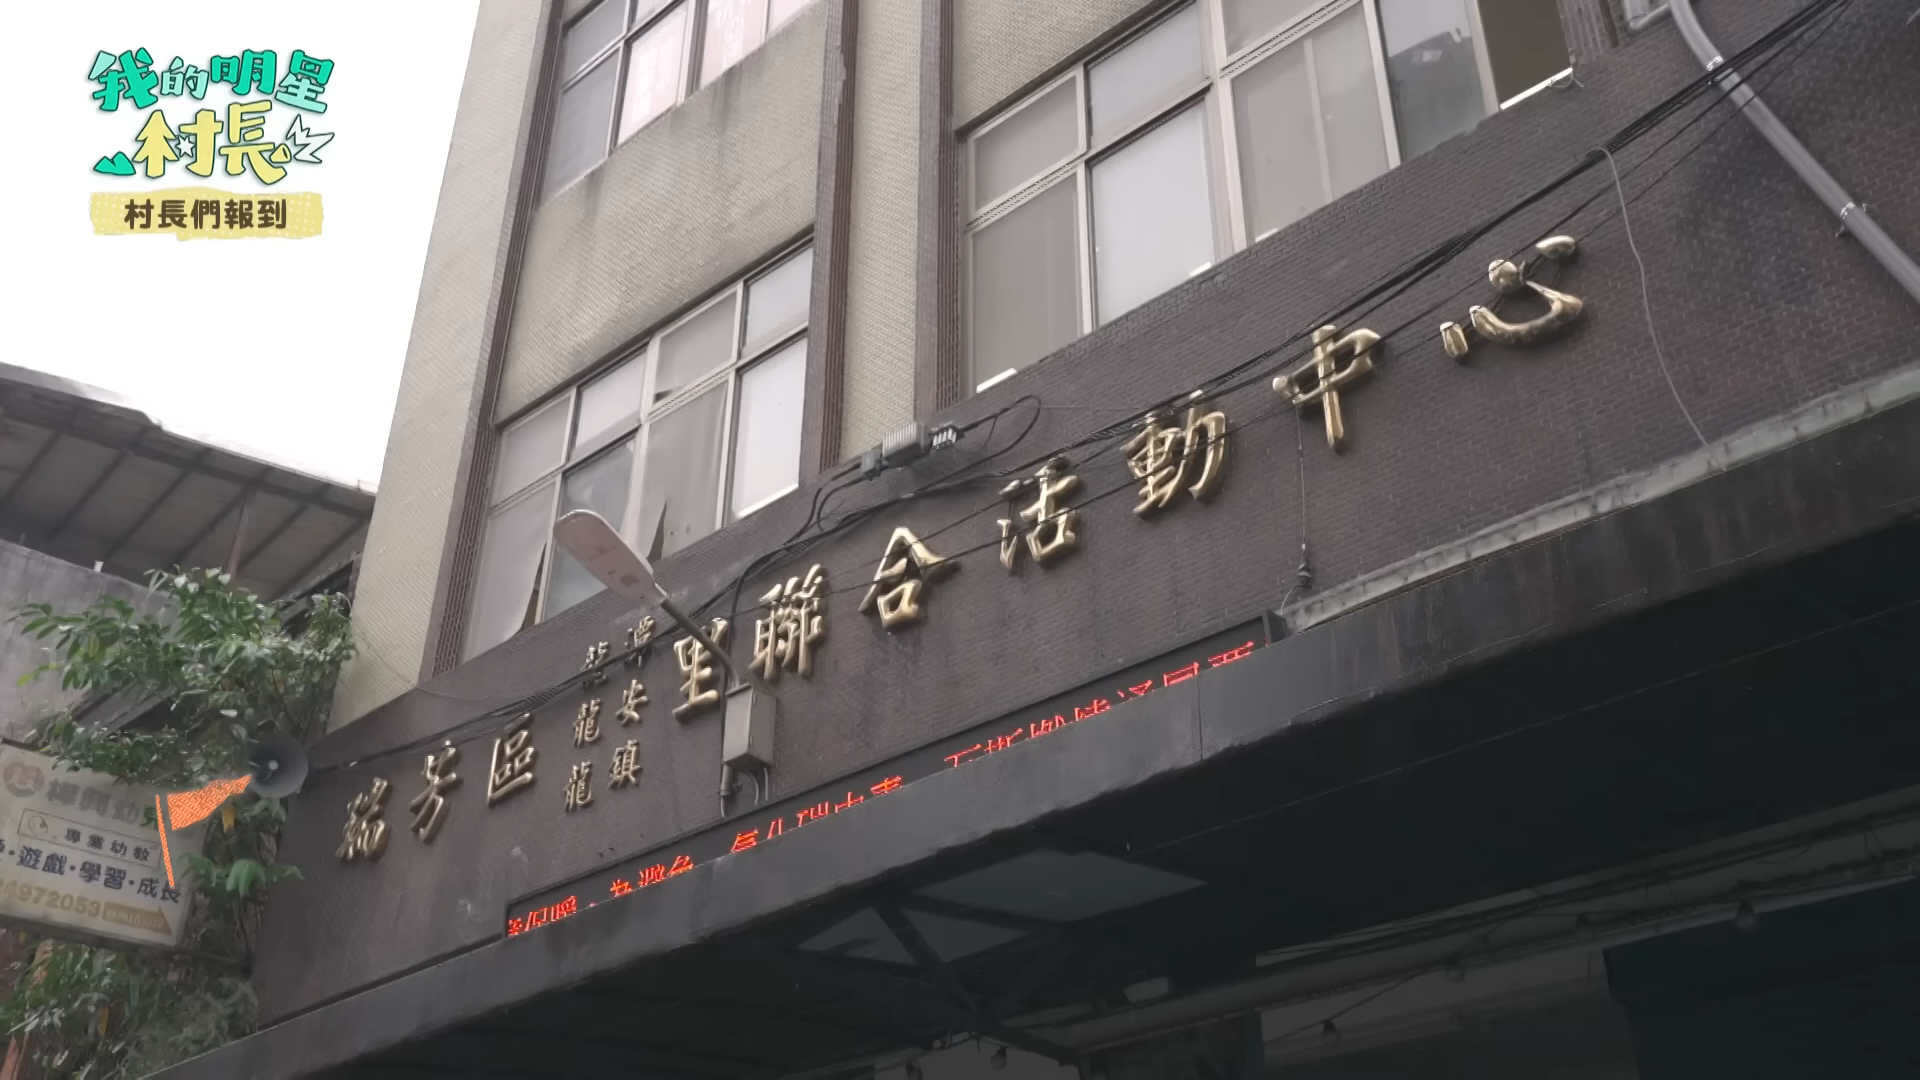 我的明星
村長
村長們報到
瑞芳區
龍潭
龍安
龍鎮
里聯合活動中心
專業幼教
遊戲·學習·成長
4972053